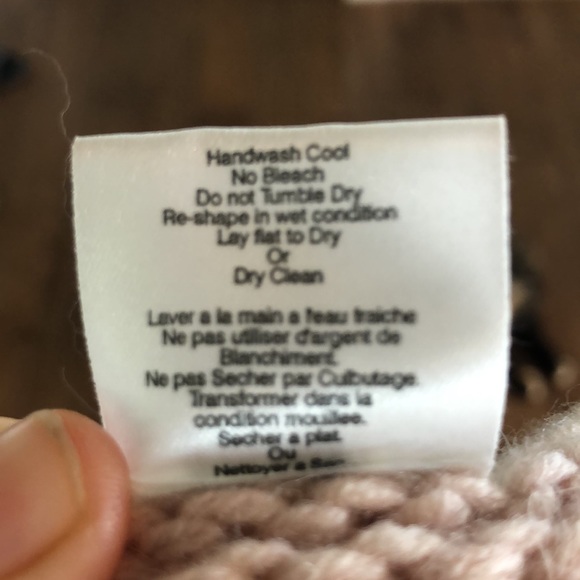 Handwash Cool
No Bleach
Do not Tumble Dry
Re-shape in wet condition
Lay flat to Dry
Or
Dry Clean
Laver a la main a l'eau fraiche
Ne pas utiliser d'argent de
Blanchiment.
Ne pas Secher par Culbutage.
Transformer dans la
condition mouillee.
Secher a plat.
Ou
Nettoyer a Sec